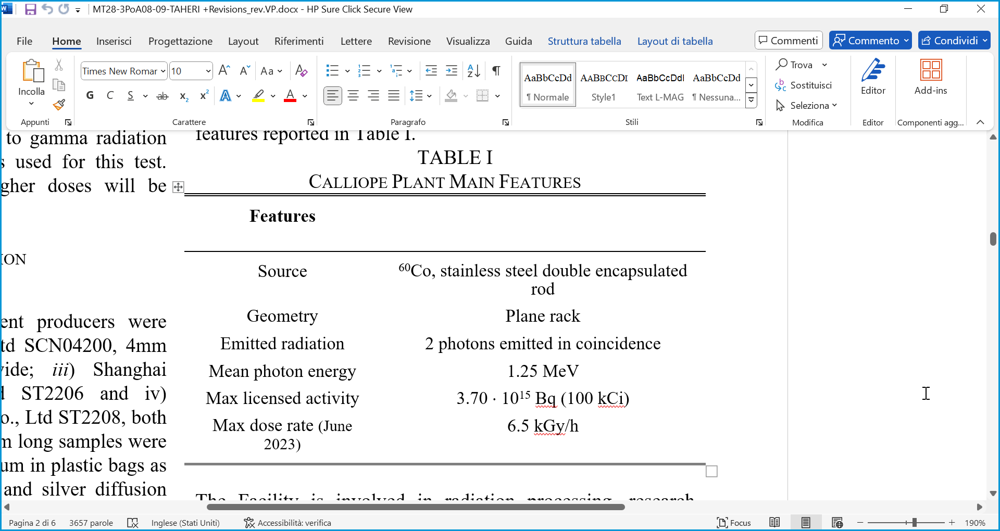 MT28-3PoA08-09-TAHERI +Revisions_rev.VP.docx - HP Sure Click Secure View
File Home Inserisci Progettazione Layout Riferimenti Lettere Revisione Visualizza Guida Struttura tabella Layout di tabella Commenti Commento Condividi
Incolla
Appunti
Times New Romar 10
Aa
G C S ab x₂ x² A A
Carattere
Paragrafo
AaBbCcDd AABBCCDI AaBbCcDdI AaBbCcDd
¶ Normale Style1 Text L-MAG ¶ Nessuna...
Stili
Trova
Sostituisci
Seleziona
Modifica
Editor
Editor
Add-ins
Componenti agg...
to gamma radiation
s used for this test.
gher doses will be
ION
ent producers were
td SCN04200, 4mm
vide; iii) Shanghai
d ST2206 and iv)
o., Ltd ST2208, both
m long samples were
um in plastic bags as
and silver diffusion
features reported in Table I.
TABLE I
CALLIOPE PLANT MAIN FEATURES
Features
Source ⁶⁰Co, stainless steel double encapsulated
rod
Geometry Plane rack
Emitted radiation 2 photons emitted in coincidence
Mean photon energy 1.25 MeV
Max licensed activity 3.70 · 10¹⁵ Bq (100 kCi)
Max dose rate (June
2023) 6.5 kGy/h
The Facility is involved in radiation processing research
Pagina 2 di 6 3657 parole Inglese (Stati Uniti) Accessibilità: verifica Focus 190%